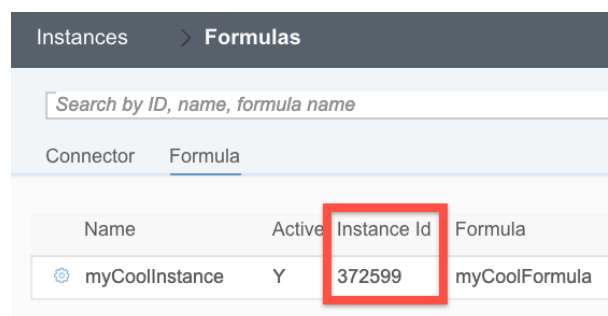 Instances > Formulas
Search by ID, name, formula name
Connector Formula
Name Active Instance Id Formula
myCoolInstance Y 372599 myCoolFormula